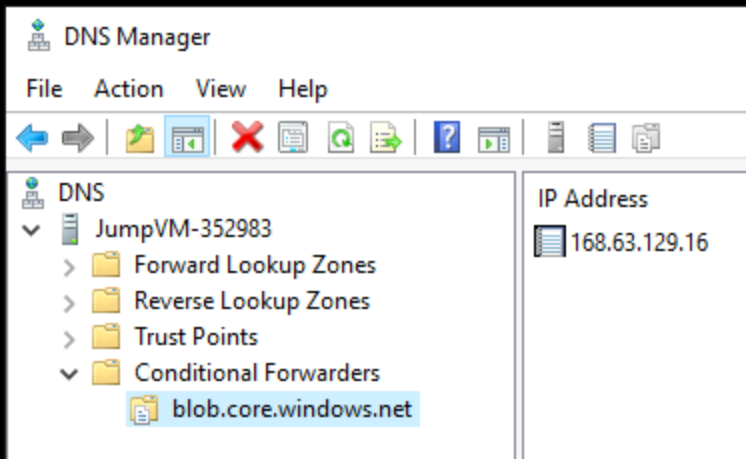 DNS Manager
File Action View Help
DNS
JumpVM-352983
Forward Lookup Zones
Reverse Lookup Zones
Trust Points
Conditional Forwarders
blob.core.windows.net
IP Address
168.63.129.16